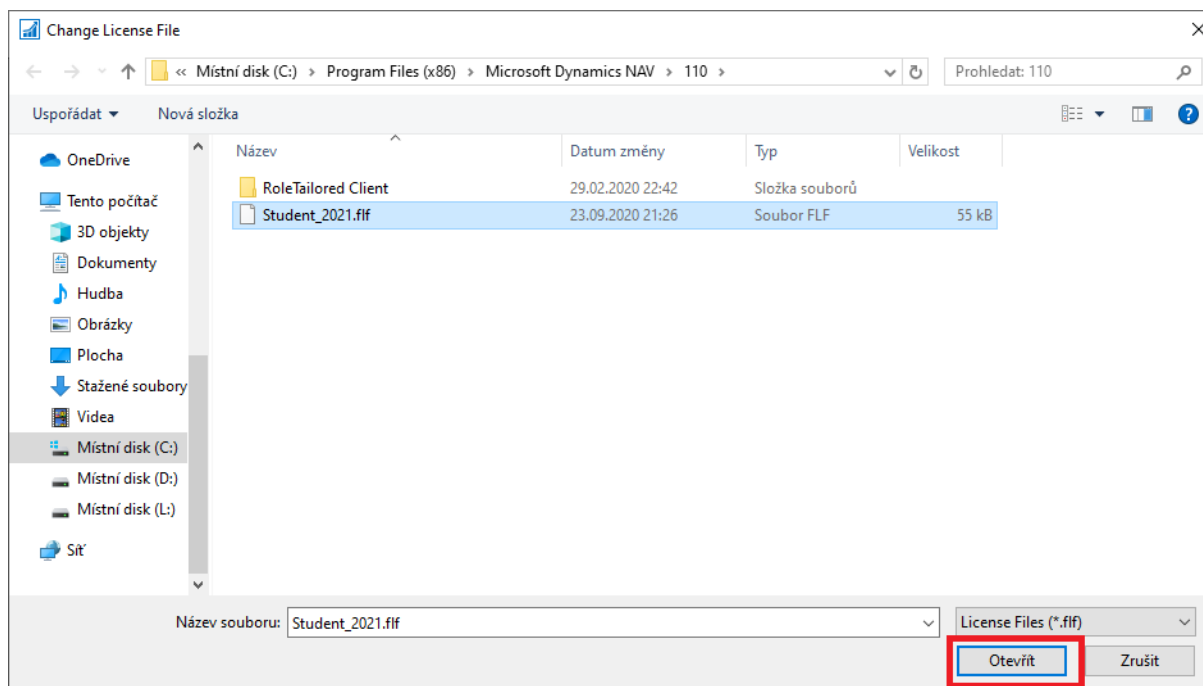 Change License File
« Místní disk (C:) > Program Files (x86) > Microsoft Dynamics NAV > 110 >
Prohledat: 110
Uspořádat Nová složka
Název Datum změny Typ Velikost
OneDrive
Tento počítač
3D objekty
Dokumenty
Hudba
Obrázky
Plocha
Stažené soubory
Videa
Místní disk (C:)
Místní disk (D:)
Místní disk (L:)
Síť
RoleTailored Client 29.02.2020 22:42 Složka souborů
Student_2021.flf 23.09.2020 21:26 Soubor FLF 55 kB
Název souboru: Student_2021.flf License Files (*.flf)
Otevřít Zrušit